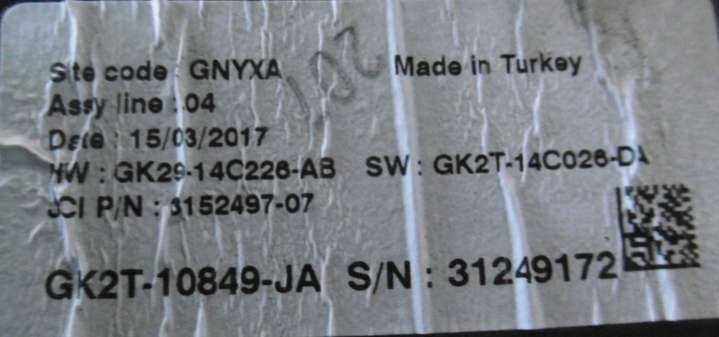 Site code : GNYXA Made in Turkey
Assy line : 04
Date : 15/03/2017
HW : GK29-14C226-AB SW : GK2T-14C026-DA
JCI P/N : 3152497-07
GK2T-10849-JA S/N : 31249172